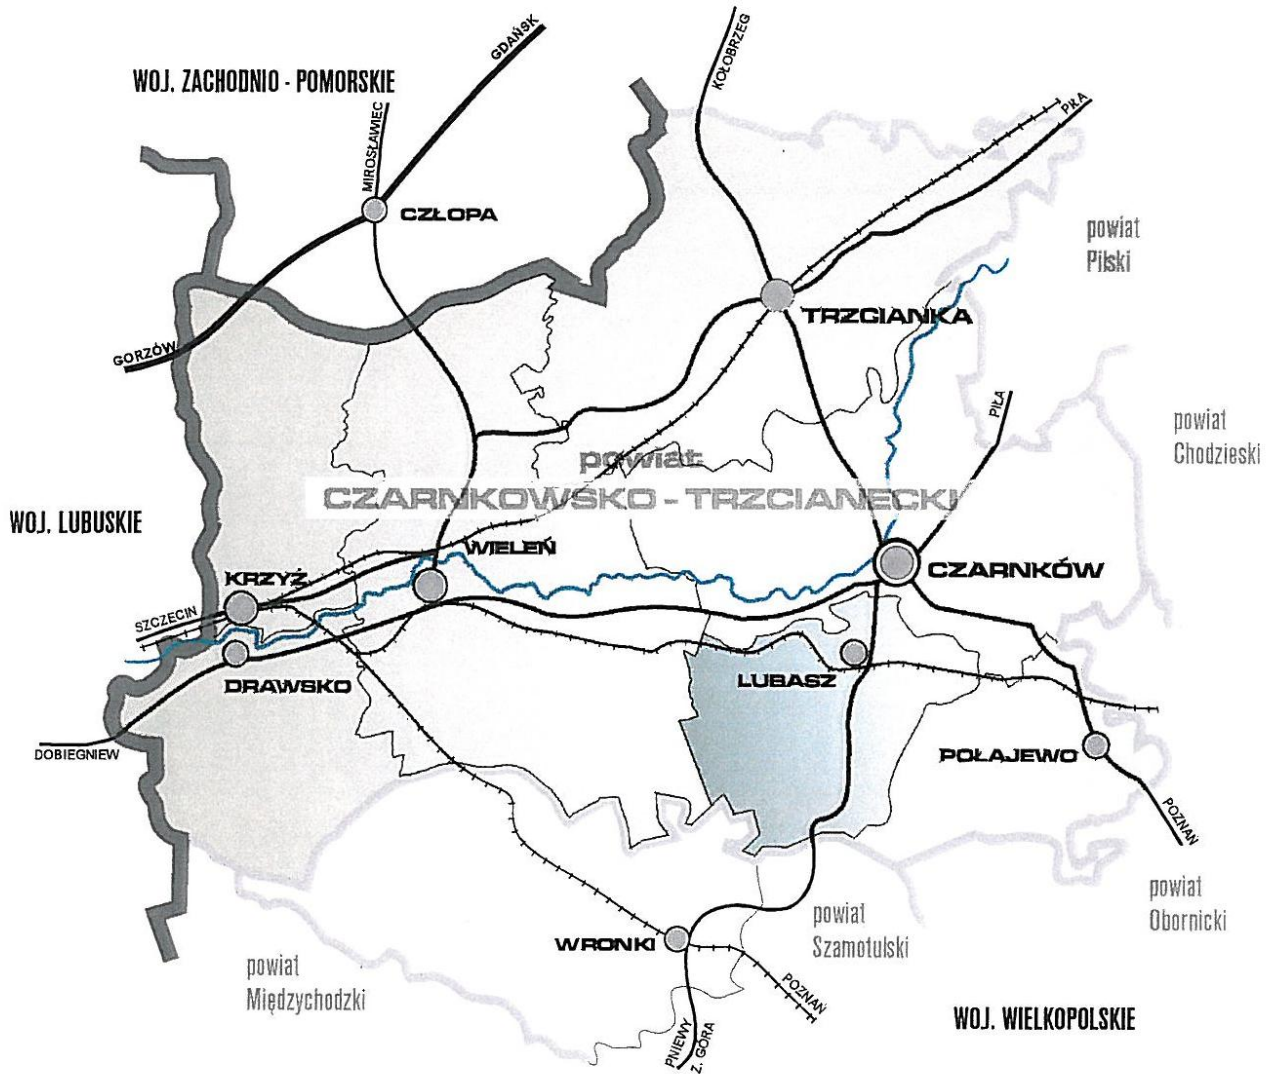 GDAŃSK
KOŁOBRZEG
WOJ. ZACHODNIO - POMORSKIE
MIROSŁAWIEC
PIŁA
CZŁOPA
powiat
Pilski
TRZCIANKA
GORZÓW
PIŁA
powiat
Chodzieski
powiat
CZARNKOWSKO - TRZCIANECKI
WOJ. LUBUSKIE
WIELEŃ
KRZYŻ
CZARNKÓW
SZCZECIN
DRAWSKO
LUBASZ
DOBIEGNIEW
POŁAJEWO
POZNAŃ
powiat
Obornicki
powiat
Szamotulski
WRONKI
powiat
Międzychodzki
POZNAŃ
WOJ. WIELKOPOLSKIE
PNIEWY
Z. GÓRA